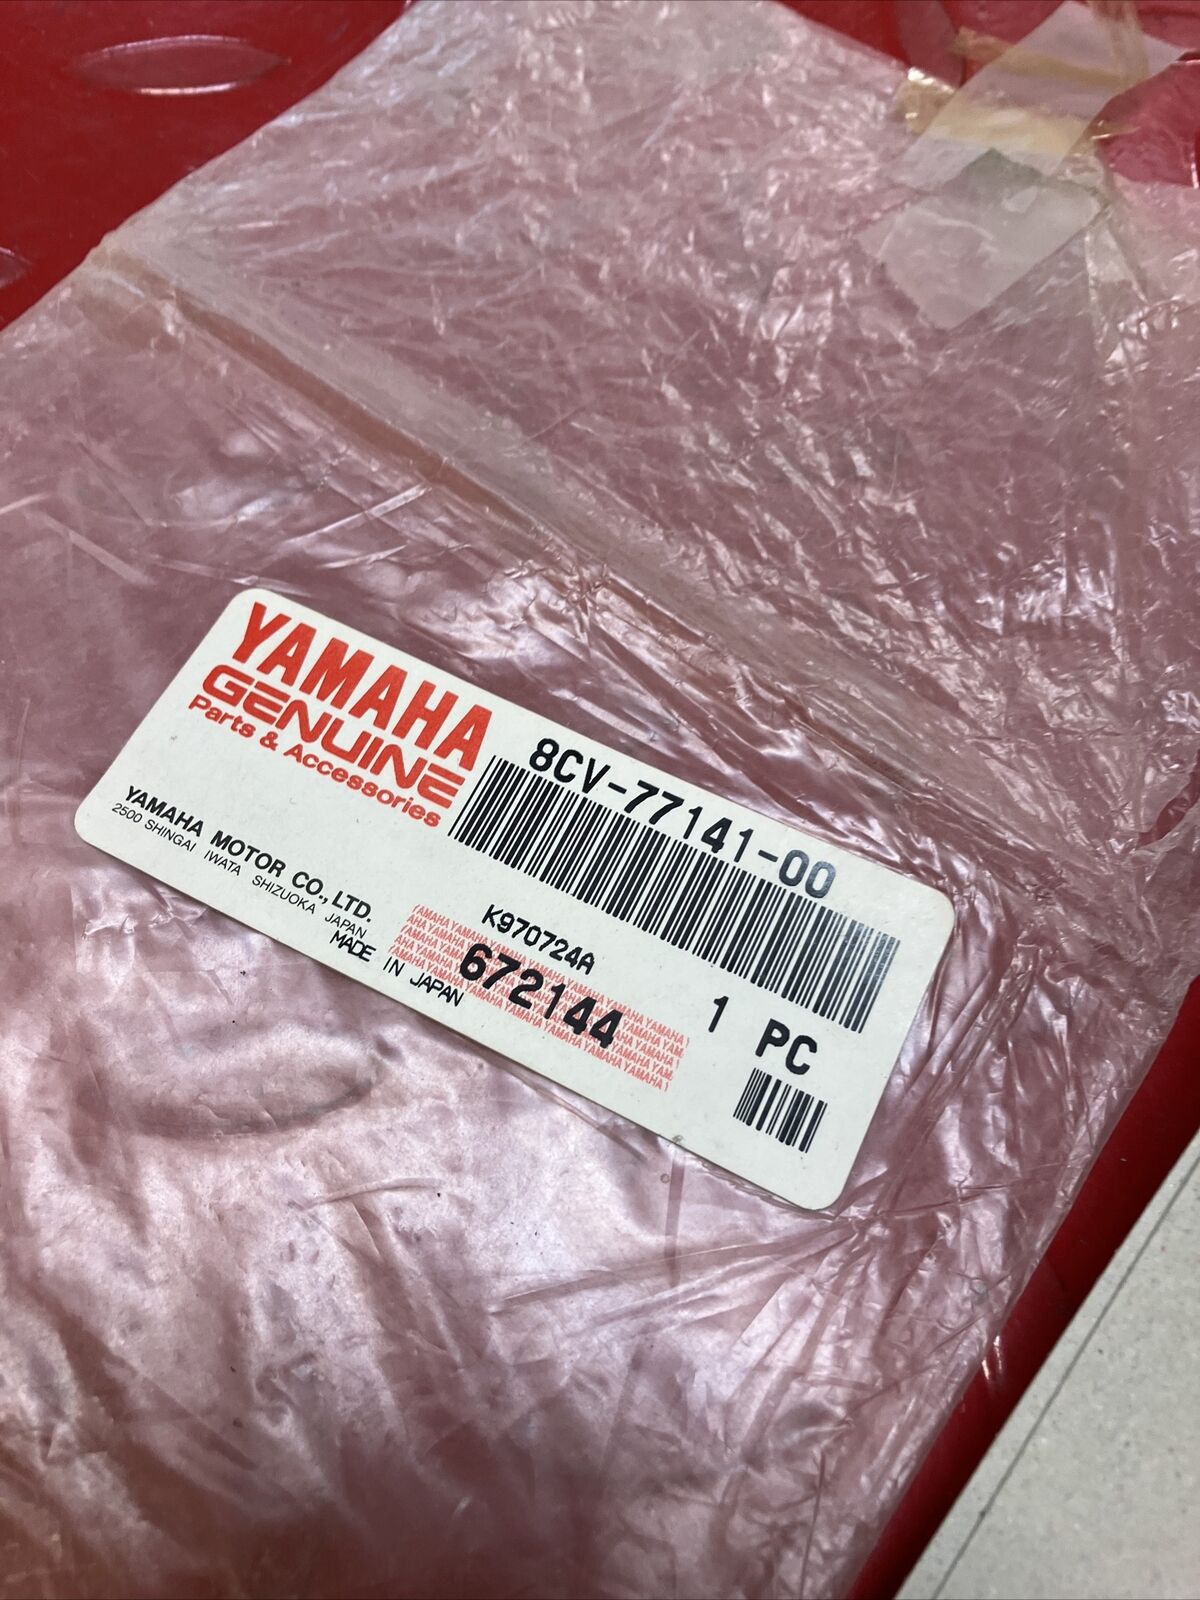 YAMAHA
GENUINE
Parts & Accessories
8CV-77141-00
YAMAHA MOTOR CO., LTD.
2500 SHINGAI IWATA SHIZUOKA JAPAN
MADE IN JAPAN
K970724A
672144
1 PC